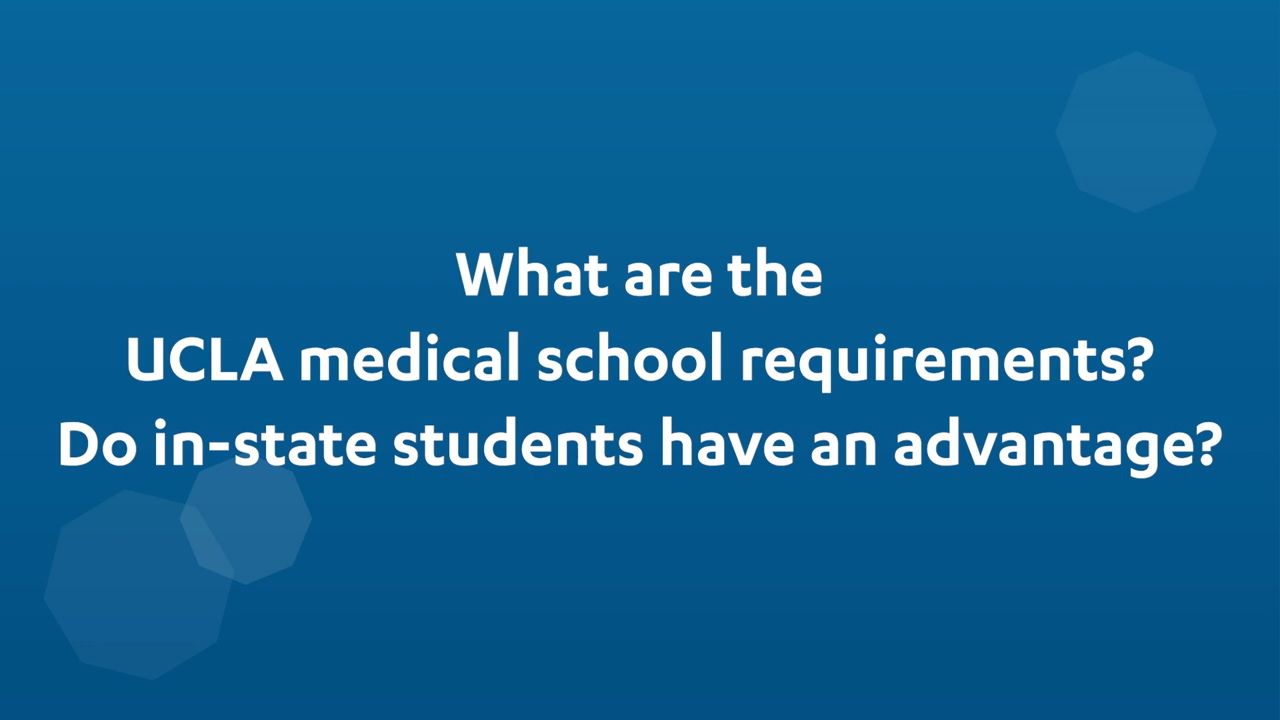 What are the
UCLA medical school requirements?
Do in-state students have an advantage?